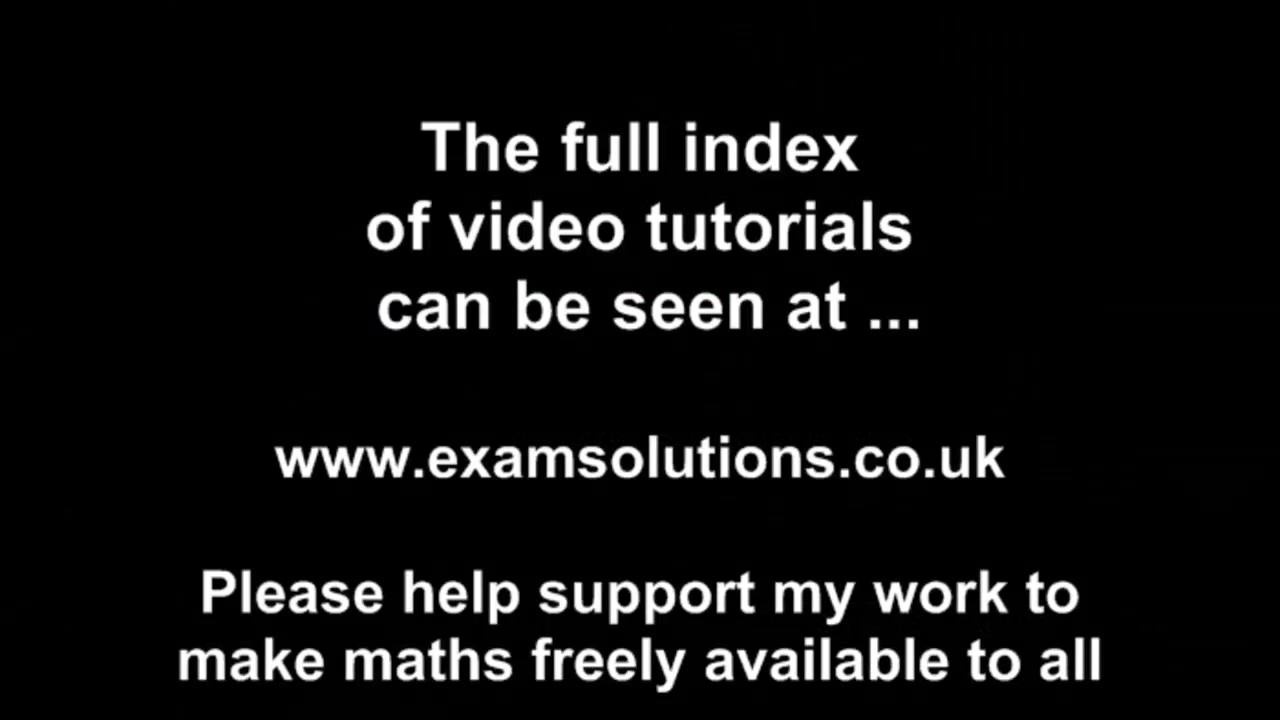 The full index
of video tutorials
can be seen at ...
www.examsolutions.co.uk
Please help support my work to
make maths freely available to all